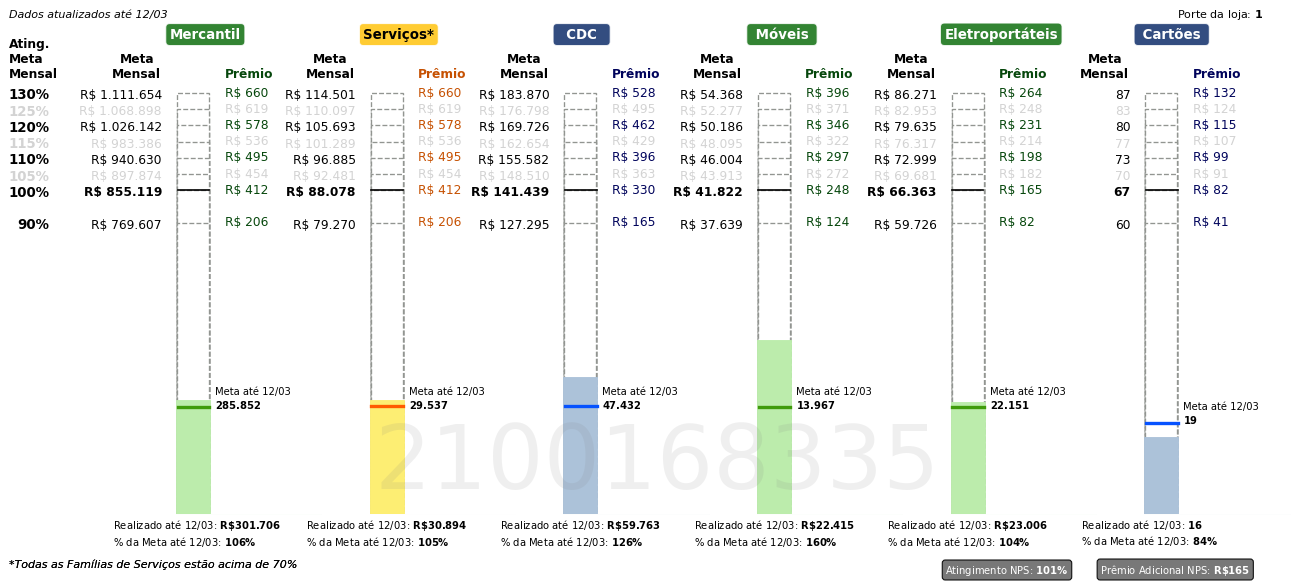 Dados atualizados até 12/03
Porte da loja: 1
Mercantil Serviços* CDC Móveis Eletroportáteis Cartões
Ating. Meta Mensal
Meta Mensal Prêmio Meta Mensal Prêmio Meta Mensal Prêmio Meta Mensal Prêmio Meta Mensal Prêmio Meta Mensal Prêmio
130% R$ 1.111.654 R$ 660 R$ 114.501 R$ 660 R$ 183.870 R$ 528 R$ 54.368 R$ 396 R$ 86.271 R$ 264 87 R$ 132
125% R$ 1.068.898 R$ 619 R$ 110.097 R$ 619 R$ 176.798 R$ 495 R$ 52.277 R$ 371 R$ 82.953 R$ 248 83 R$ 124
120% R$ 1.026.142 R$ 578 R$ 105.693 R$ 578 R$ 169.726 R$ 462 R$ 50.186 R$ 346 R$ 79.635 R$ 231 80 R$ 115
115% R$ 983.386 R$ 536 R$ 101.289 R$ 536 R$ 162.654 R$ 429 R$ 48.095 R$ 322 R$ 76.317 R$ 214 77 R$ 107
110% R$ 940.630 R$ 495 R$ 96.885 R$ 495 R$ 155.582 R$ 396 R$ 46.004 R$ 297 R$ 72.999 R$ 198 73 R$ 99
105% R$ 897.874 R$ 454 R$ 92.481 R$ 454 R$ 148.510 R$ 363 R$ 43.913 R$ 272 R$ 69.681 R$ 182 70 R$ 91
100% R$ 855.119 R$ 412 R$ 88.078 R$ 412 R$ 141.439 R$ 330 R$ 41.822 R$ 248 R$ 66.363 R$ 165 67 R$ 82
90% R$ 769.607 R$ 206 R$ 79.270 R$ 206 R$ 127.295 R$ 165 R$ 37.639 R$ 124 R$ 59.726 R$ 82 60 R$ 41
Meta até 12/03 Meta até 12/03 Meta até 12/03 Meta até 12/03 Meta até 12/03 Meta até 12/03
285.852 29.537 47.432 13.967 22.151 19
2100168335
Realizado até 12/03: R$301.706 Realizado até 12/03: R$30.894 Realizado até 12/03: R$59.763 Realizado até 12/03: R$22.415 Realizado até 12/03: R$23.006 Realizado até 12/03: 16
% da Meta até 12/03: 106% % da Meta até 12/03: 105% % da Meta até 12/03: 126% % da Meta até 12/03: 160% % da Meta até 12/03: 104% % da Meta até 12/03: 84%
*Todas as Famílias de Serviços estão acima de 70%
Atingimento NPS: 101% Prêmio Adicional NPS: R$165